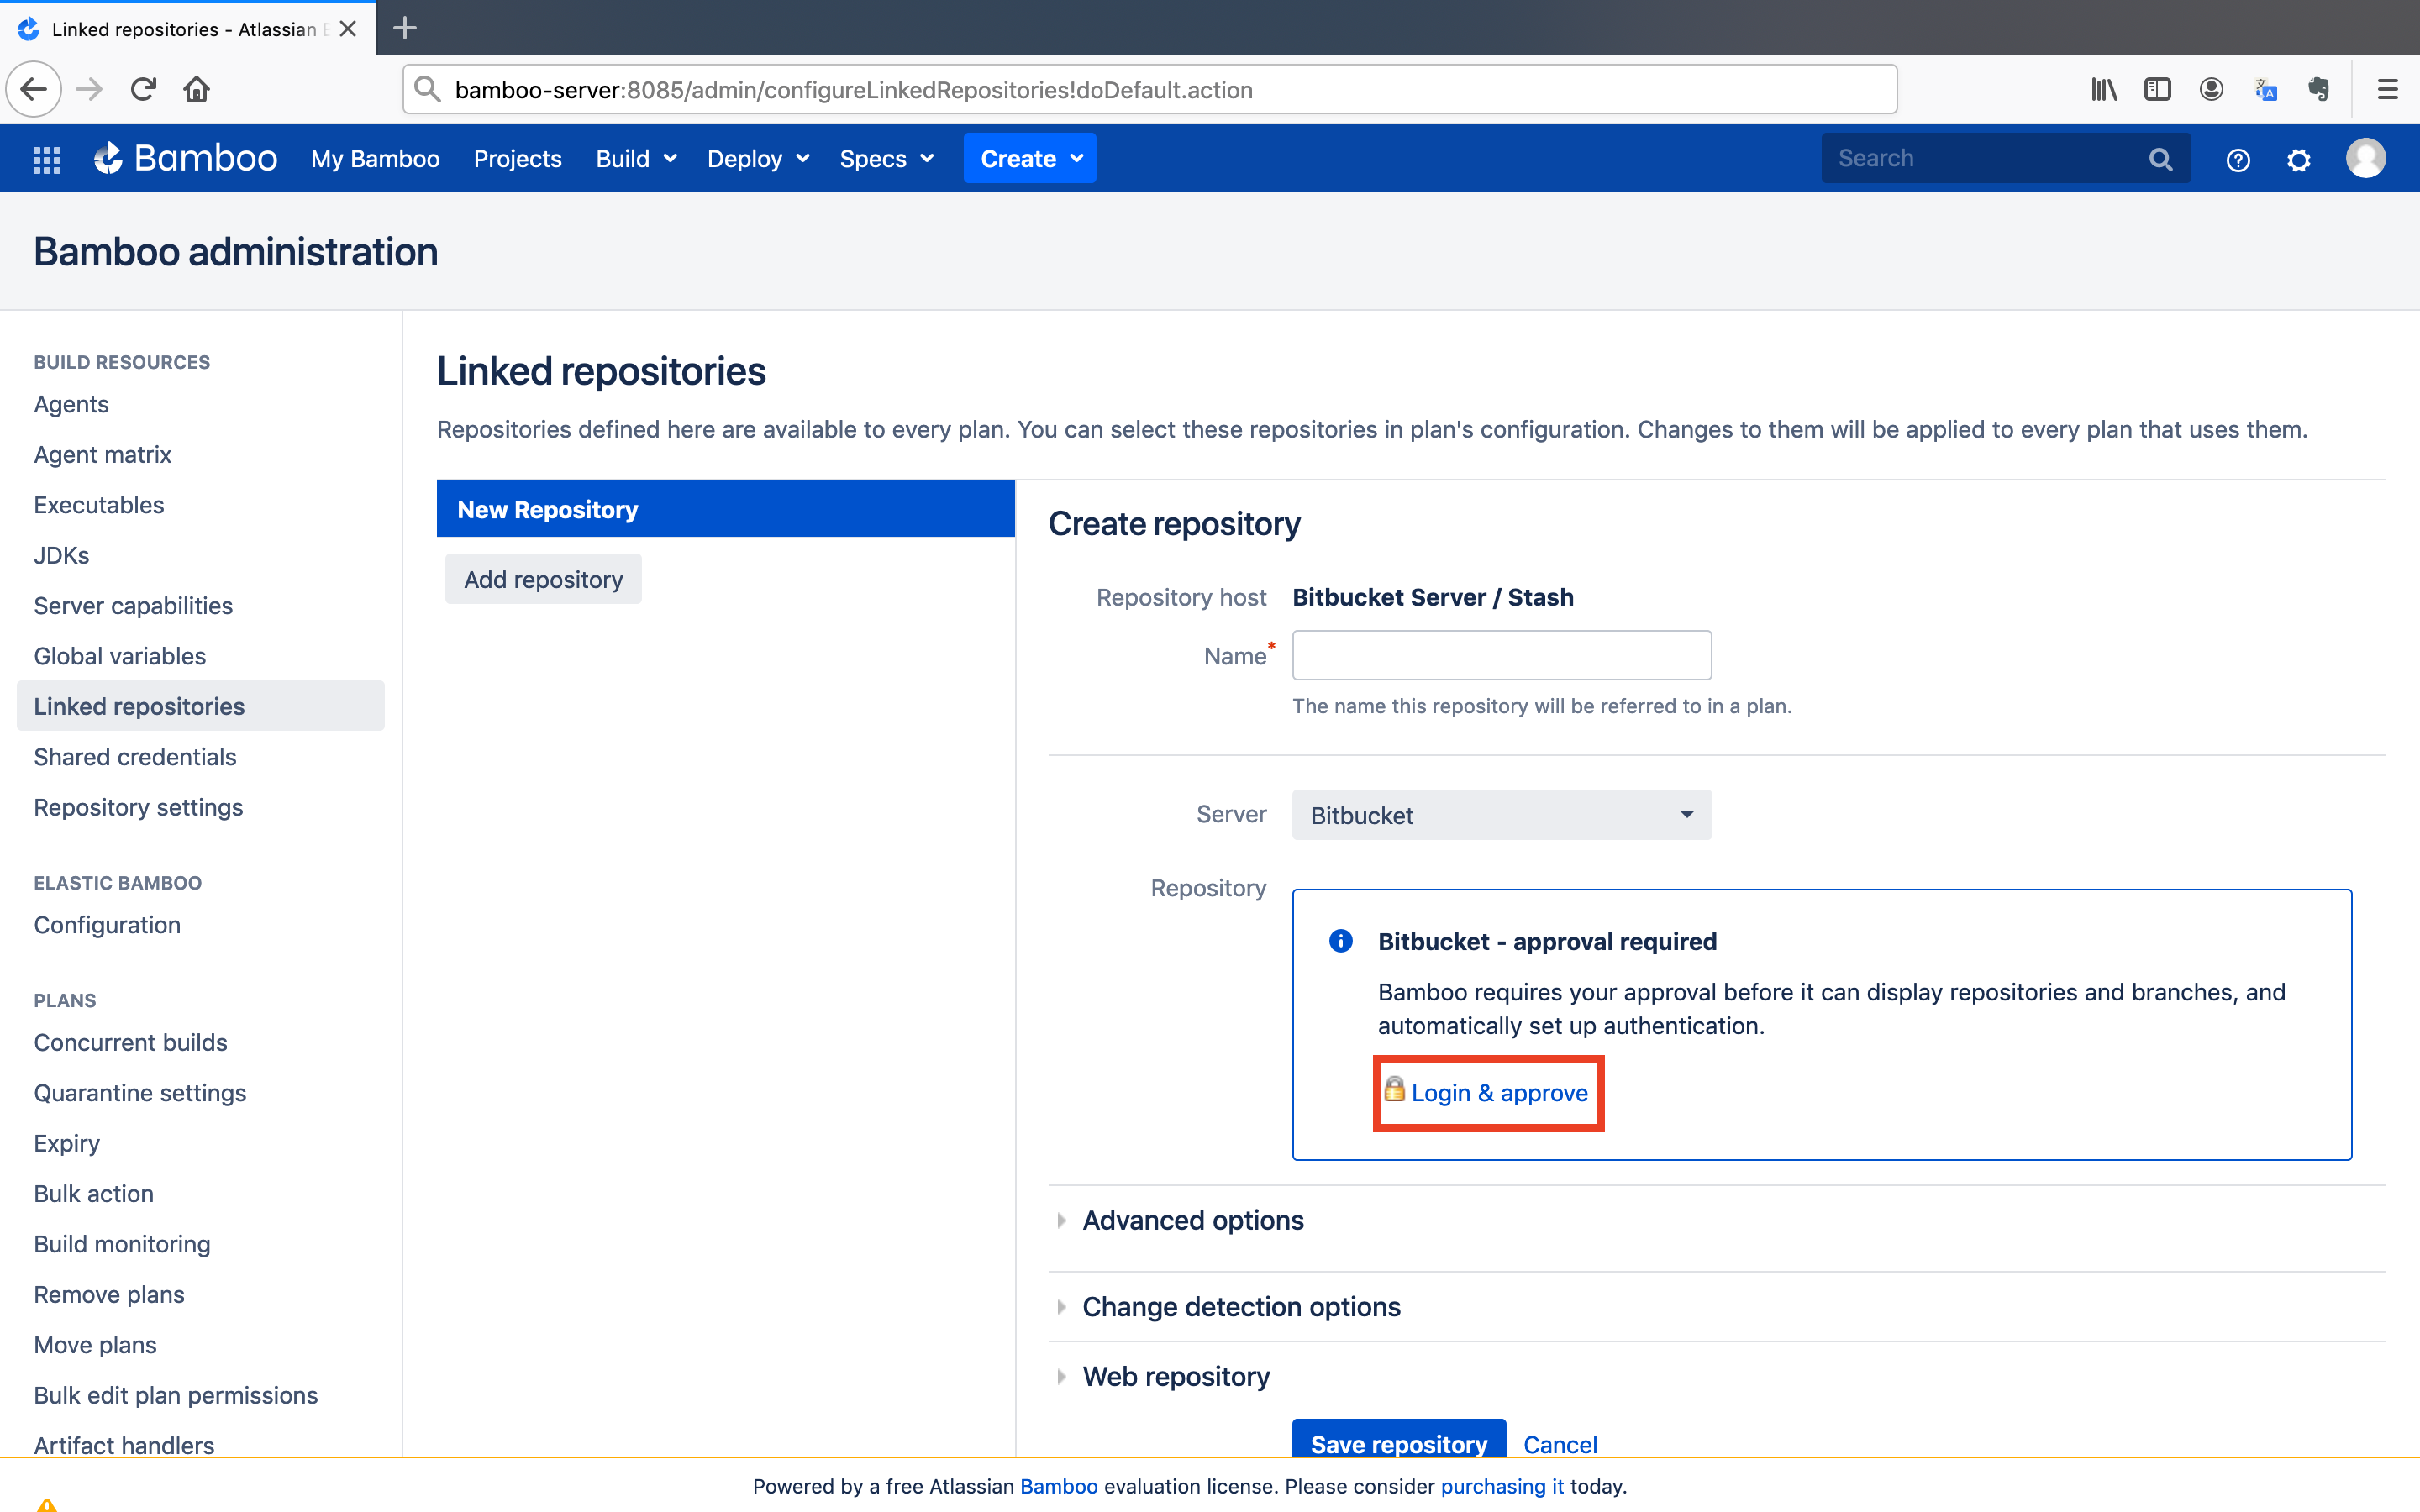 Linked repositories - Atlassian
bamboo-server:8085/admin/configureLinkedRepositories!doDefault.action
Bamboo My Bamboo Projects Build Deploy Specs Create Search
Bamboo administration
BUILD RESOURCES
Agents
Agent matrix
Executables
JDKs
Server capabilities
Global variables
Linked repositories
Shared credentials
Repository settings
ELASTIC BAMBOO
Configuration
PLANS
Concurrent builds
Quarantine settings
Expiry
Bulk action
Build monitoring
Remove plans
Move plans
Bulk edit plan permissions
Artifact handlers
Linked repositories
Repositories defined here are available to every plan. You can select these repositories in plan's configuration. Changes to them will be applied to every plan that uses them.
New Repository
Add repository
Create repository
Repository host Bitbucket Server / Stash
Name*
The name this repository will be referred to in a plan.
Server Bitbucket
Repository
Bitbucket - approval required
Bamboo requires your approval before it can display repositories and branches, and
automatically set up authentication.
Login & approve
Advanced options
Change detection options
Web repository
Save repository Cancel
Powered by a free Atlassian Bamboo evaluation license. Please consider purchasing it today.